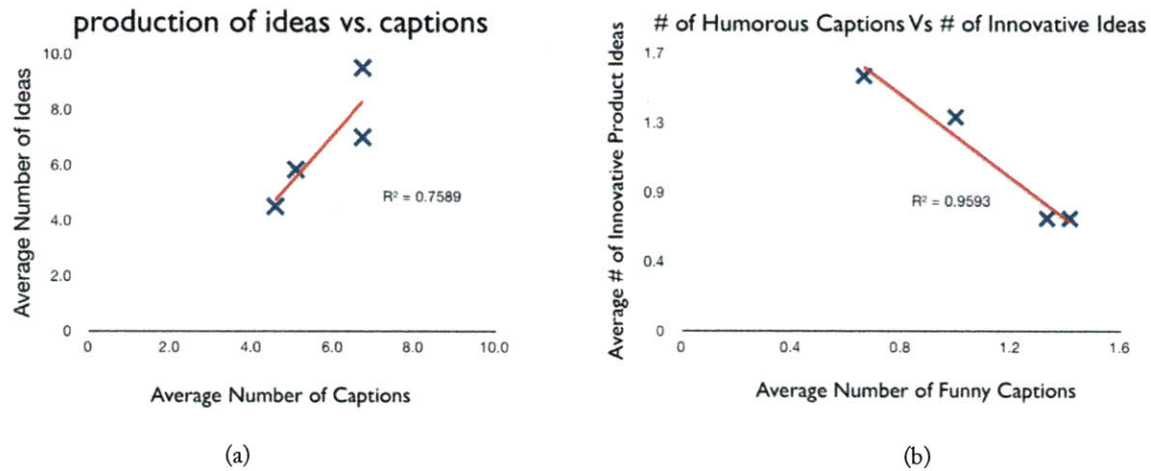 production of ideas vs. captions
Average Number of Ideas
10.0
8.0
6.0
4.0
2.0
0
R² = 0.7589
0 2.0 4.0 6.0 8.0 10.0
Average Number of Captions
(a)
# of Humorous Captions Vs # of Innovative Ideas
Average # of Innovative Product Ideas
1.7
1.3
0.9
0.4
0
R² = 0.9593
0 0.4 0.8 1.2 1.6
Average Number of Funny Captions
(b)